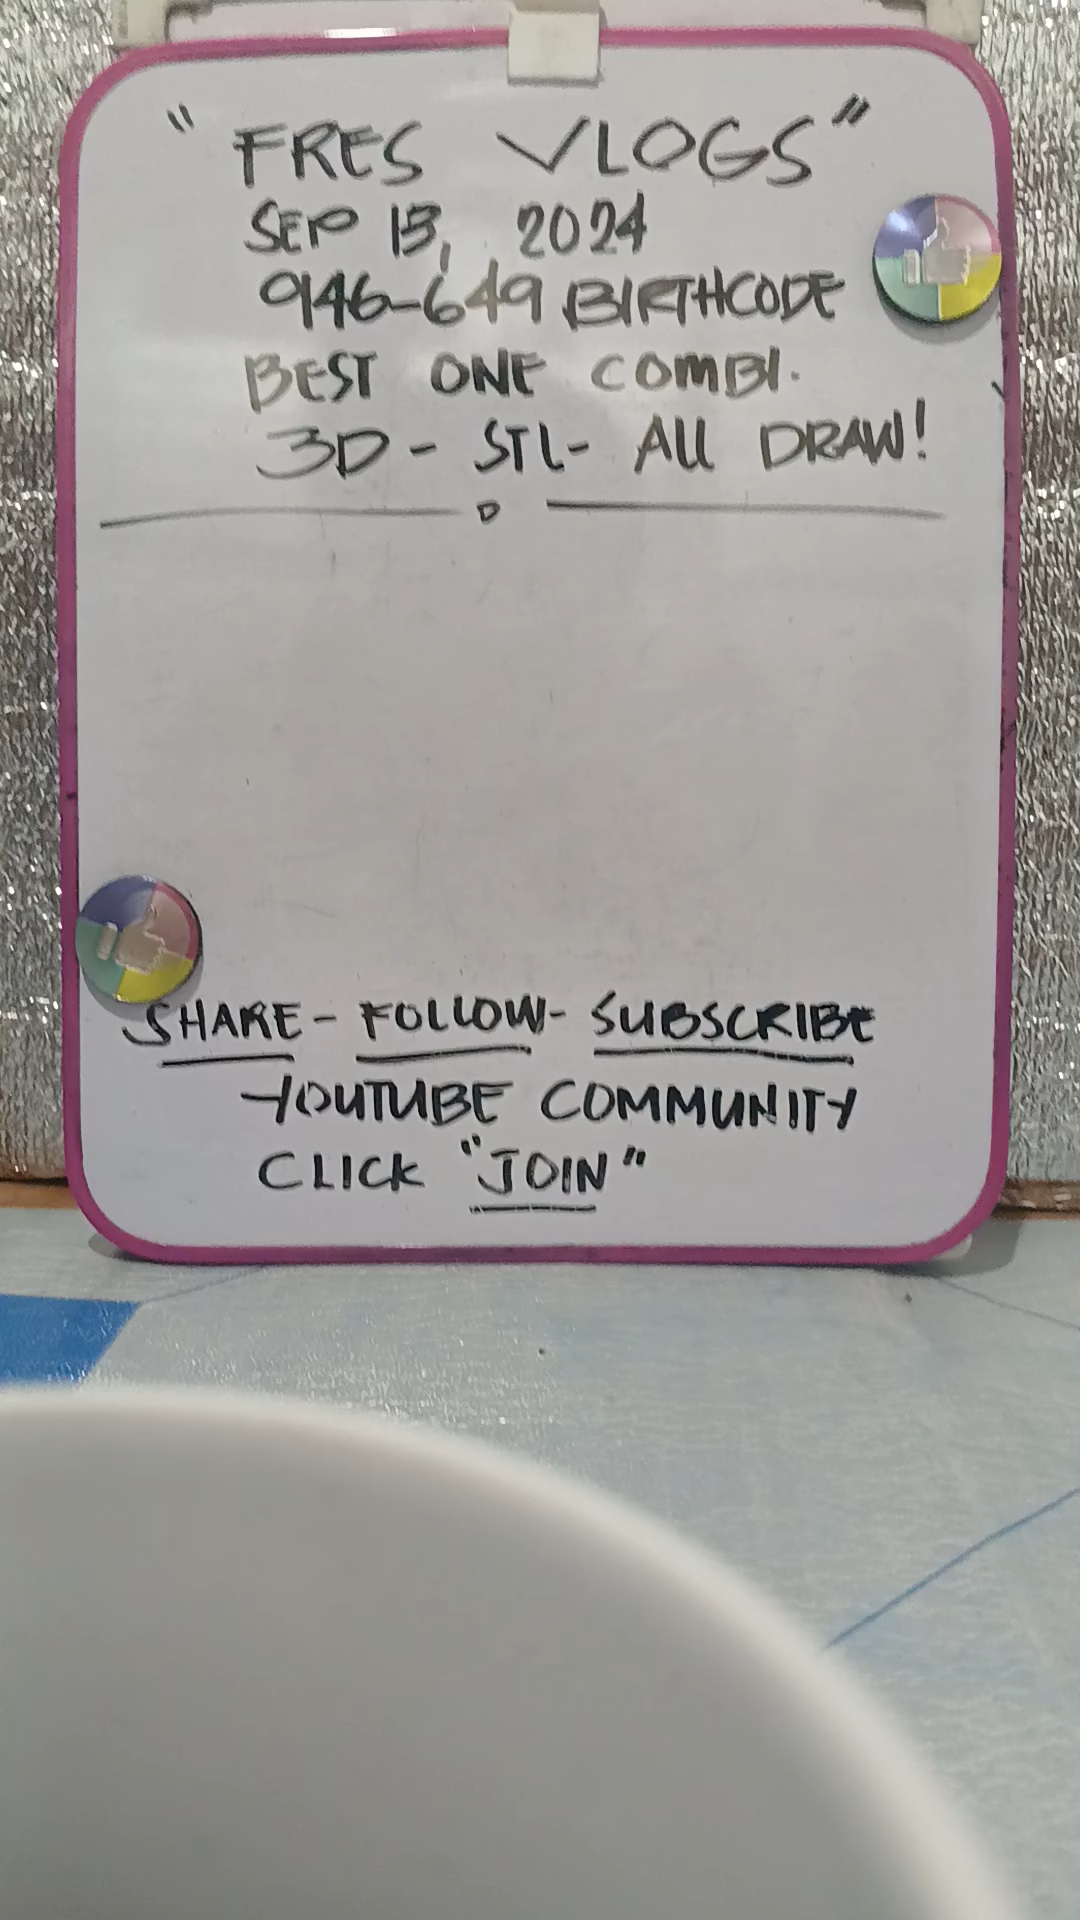 "FRES VLOGS"
SEP 13, 2024
946-649 BIRTHCODE
BEST ONE COMBI.
3D - STL - ALL DRAW!
SHARE - FOLLOW - SUBSCRIBE
YOUTUBE COMMUNITY
CLICK "JOIN"